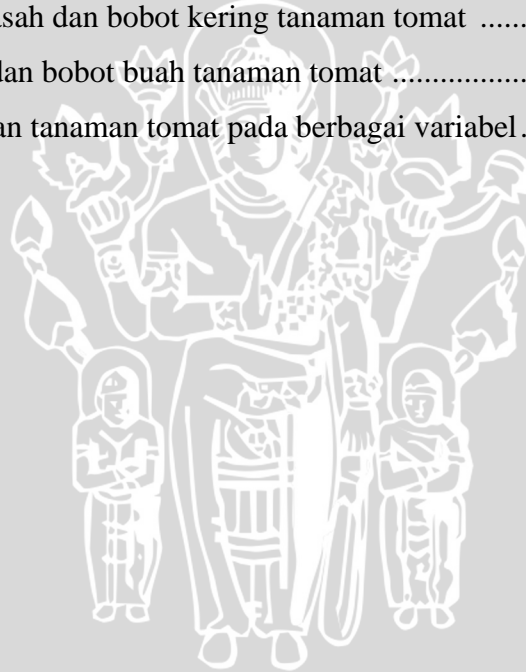 asah dan bobot kering tanaman tomat ......
dan bobot buah tanaman tomat .................
an tanaman tomat pada berbagai variabel.